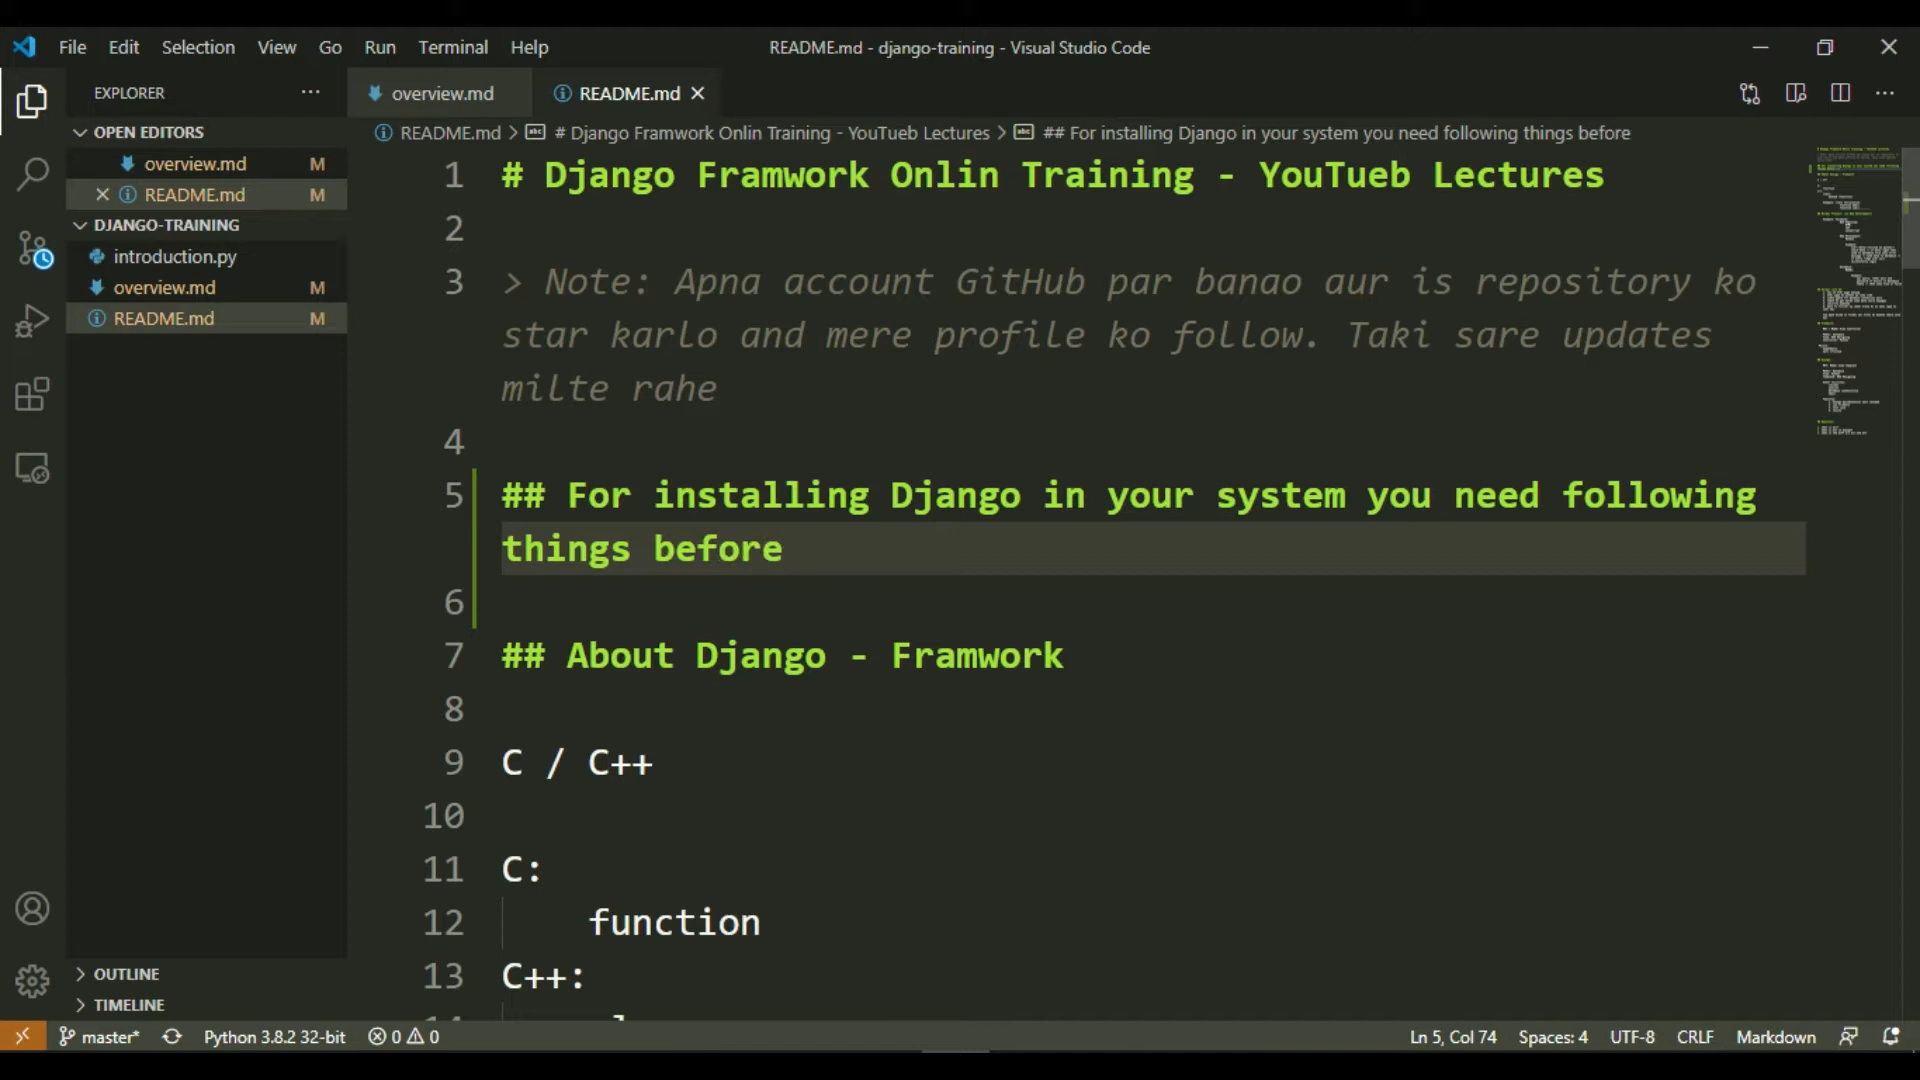 File Edit Selection View Go Run Terminal Help
README.md - django-training - Visual Studio Code
EXPLORER
OPEN EDITORS
overview.md M
README.md M
DJANGO-TRAINING
introduction.py
overview.md M
README.md M
OUTLINE
TIMELINE
overview.md
README.md
README.md > # Django Framwork Onlin Training - YouTueb Lectures > ## For installing Django in your system you need following things before
1 # Django Framwork Onlin Training - YouTueb Lectures
2
3 > Note: Apna account GitHub par banao aur is repository ko
star karlo and mere profile ko follow. Taki sare updates
milte rahe
4
5 ## For installing Django in your system you need following
things before
6
7 ## About Django - Framwork
8
9 C / C++
10
11 C:
12 function
13 C++:
master* Python 3.8.2 32-bit 0 0
Ln 5, Col 74 Spaces: 4 UTF-8 CRLF Markdown